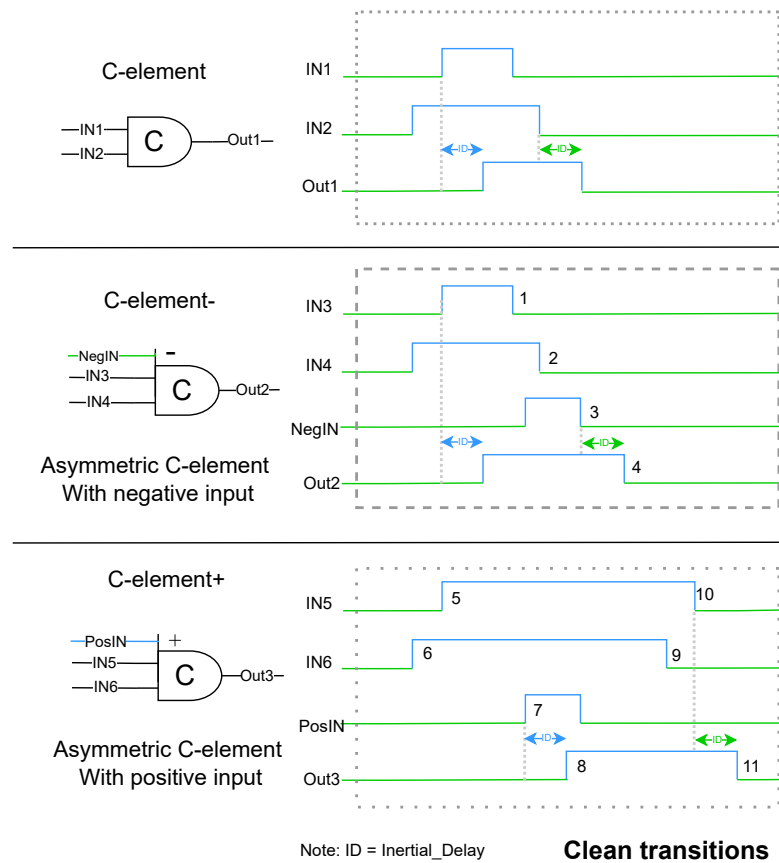 C-element
IN1
IN2
C
Out1
IN1
IN2
Out1
ID
ID
C-element-
NegIN
-
IN3
IN4
C
Out2
Asymmetric C-element
With negative input
IN3
1
IN4
2
NegIN
3
ID
ID
Out2
4
C-element+
PosIN
+
IN5
IN6
C
Out3
Asymmetric C-element
With positive input
IN5
5
10
IN6
6
9
PosIN
7
ID
ID
Out3
8
11
Note: ID = Inertial_Delay
Clean transitions